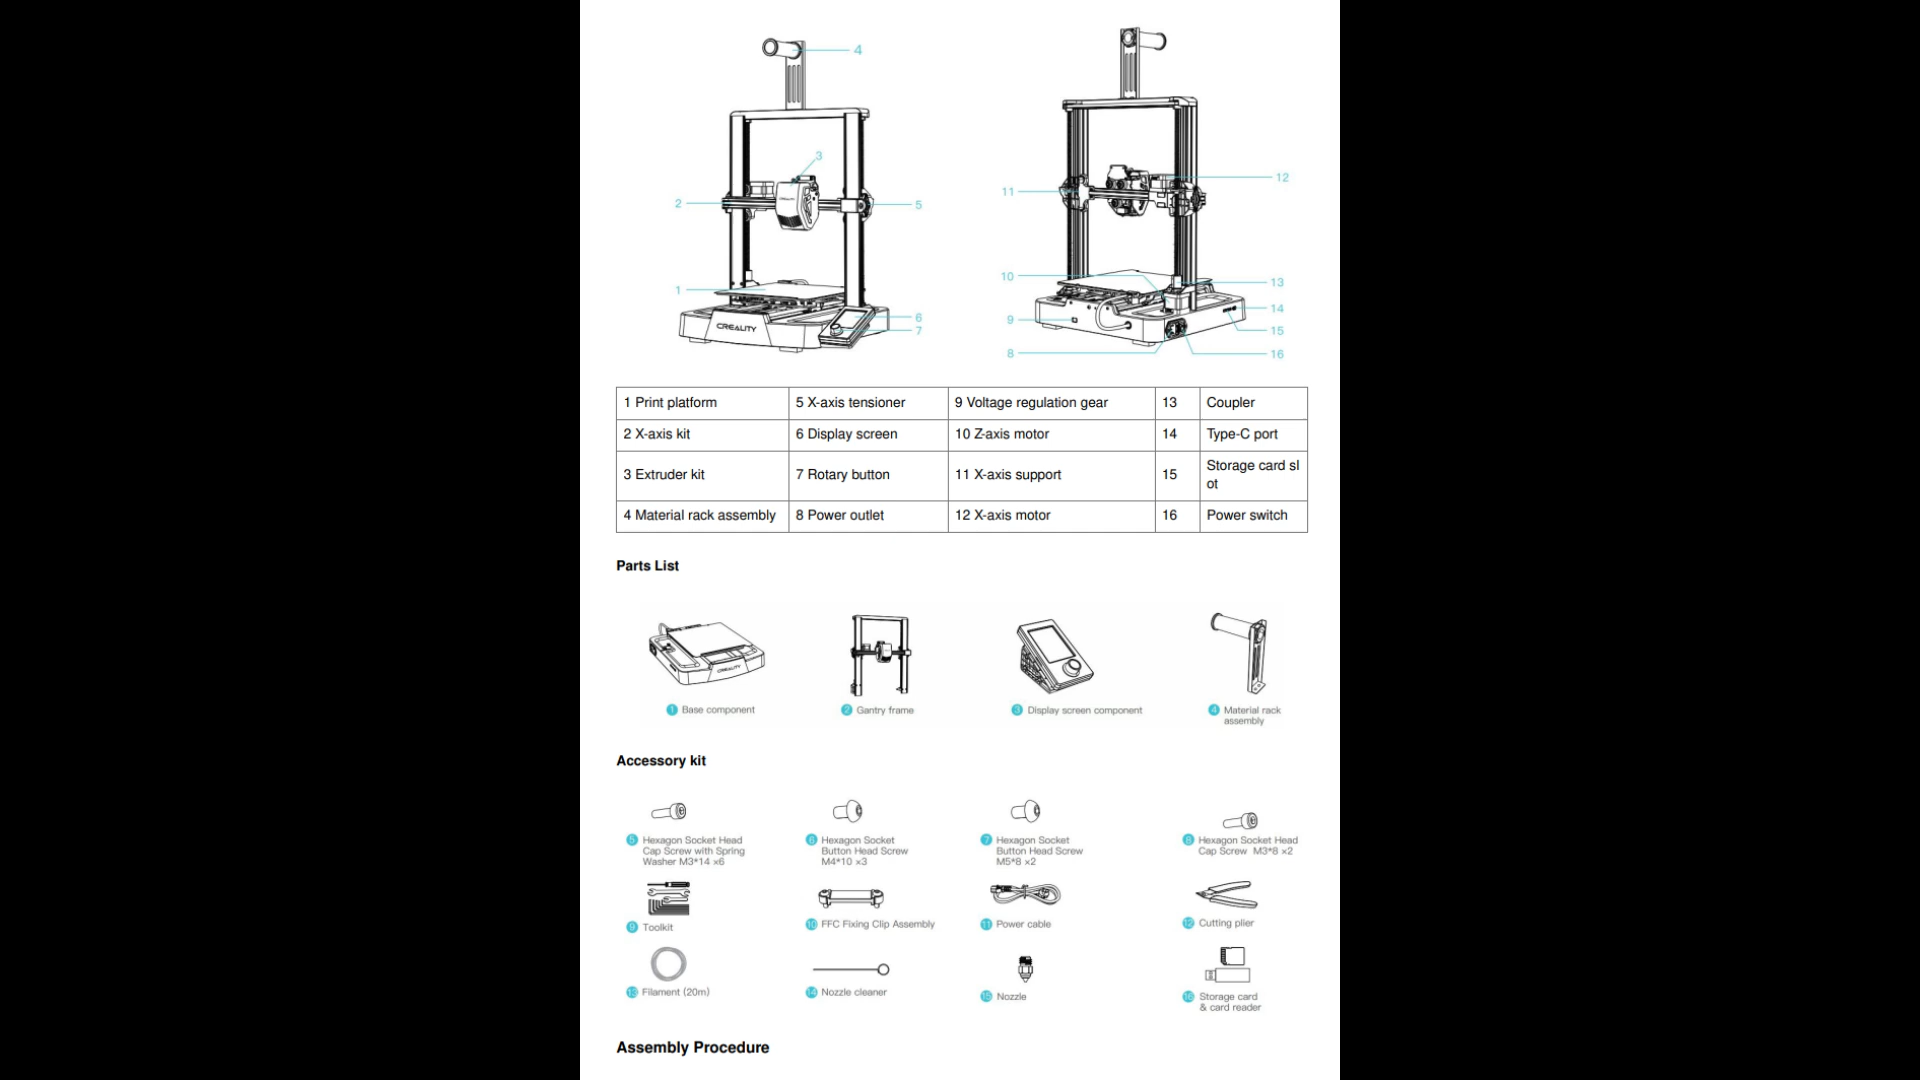 4
3
2
5
1
6
7
CREALITY
CREALITY
12
11
10
13
14
9
15
8
16
1 Print platform 5 X-axis tensioner 9 Voltage regulation gear 13 Coupler
2 X-axis kit 6 Display screen 10 Z-axis motor 14 Type-C port
3 Extruder kit 7 Rotary button 11 X-axis support 15 Storage card sl
ot
4 Material rack assembly 8 Power outlet 12 X-axis motor 16 Power switch
Parts List
CREALITY
1 Base component
2 Gantry frame
3 Display screen component
4 Material rack
assembly
Accessory kit
5 Hexagon Socket Head
Cap Screw with Spring
Washer M3*14 ×6
6 Hexagon Socket
Button Head Screw
M4*10 ×3
7 Hexagon Socket
Button Head Screw
M5*8 ×2
8 Hexagon Socket Head
Cap Screw M3*8 ×2
9 Toolkit
10 FFC Fixing Clip Assembly
11 Power cable
12 Cutting plier
13 Filament (20m)
14 Nozzle cleaner
15 Nozzle
16 Storage card
& card reader
Assembly Procedure